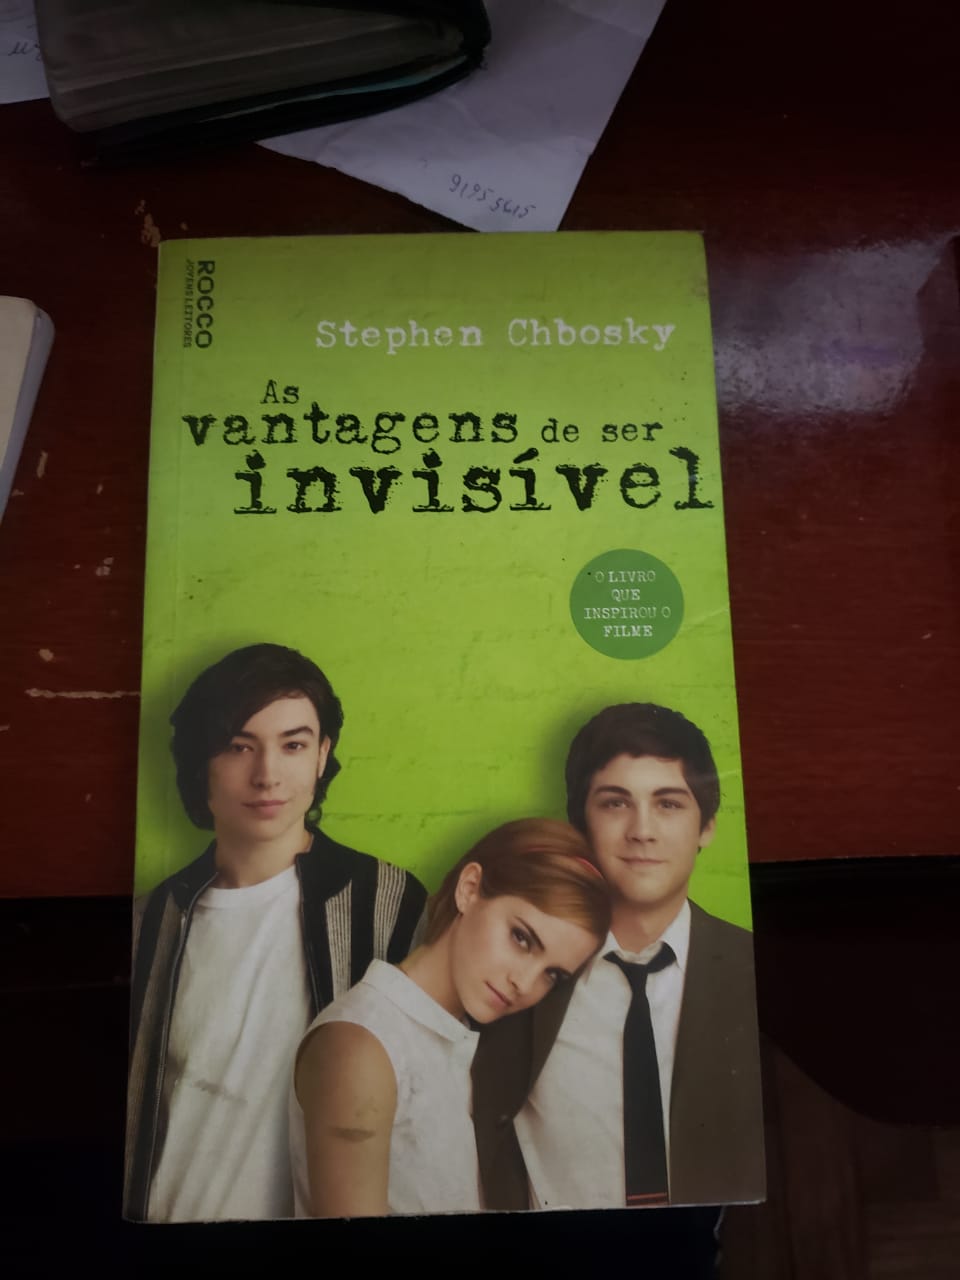 91955615
ROCCO
JOVENS LEITORES
Stephen Chbosky
As
vantagens de ser
invisível
O LIVRO
QUE
INSPIROU O
FILME